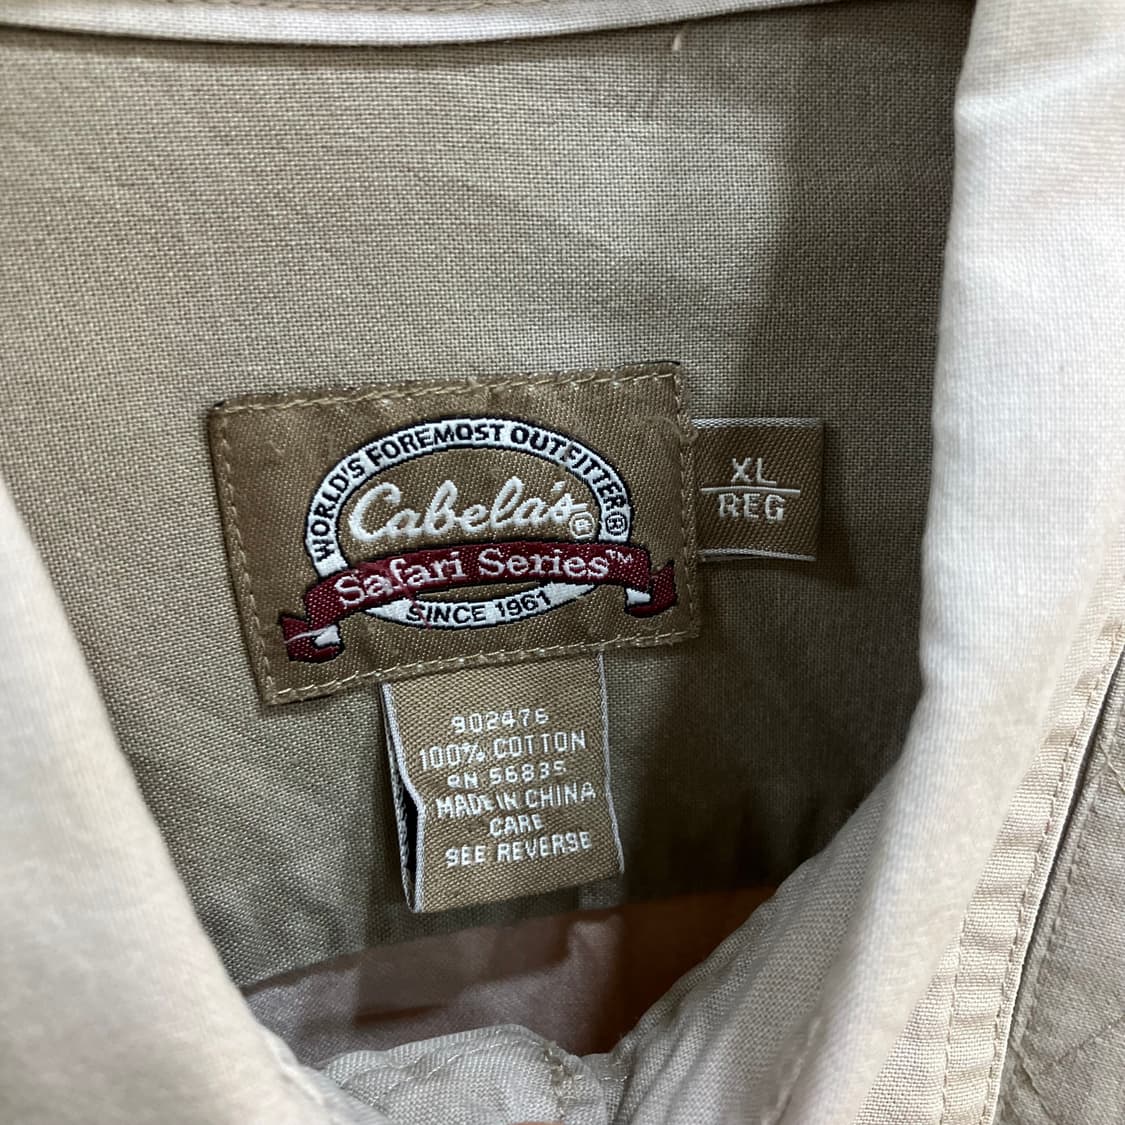 WORLD'S FOREMOST OUTFITTER®
Cabela's®
Safari Series™
SINCE 1961
XL
REG
902476
100% COTTON
RN 56835
MADE IN CHINA
CARE
SEE REVERSE